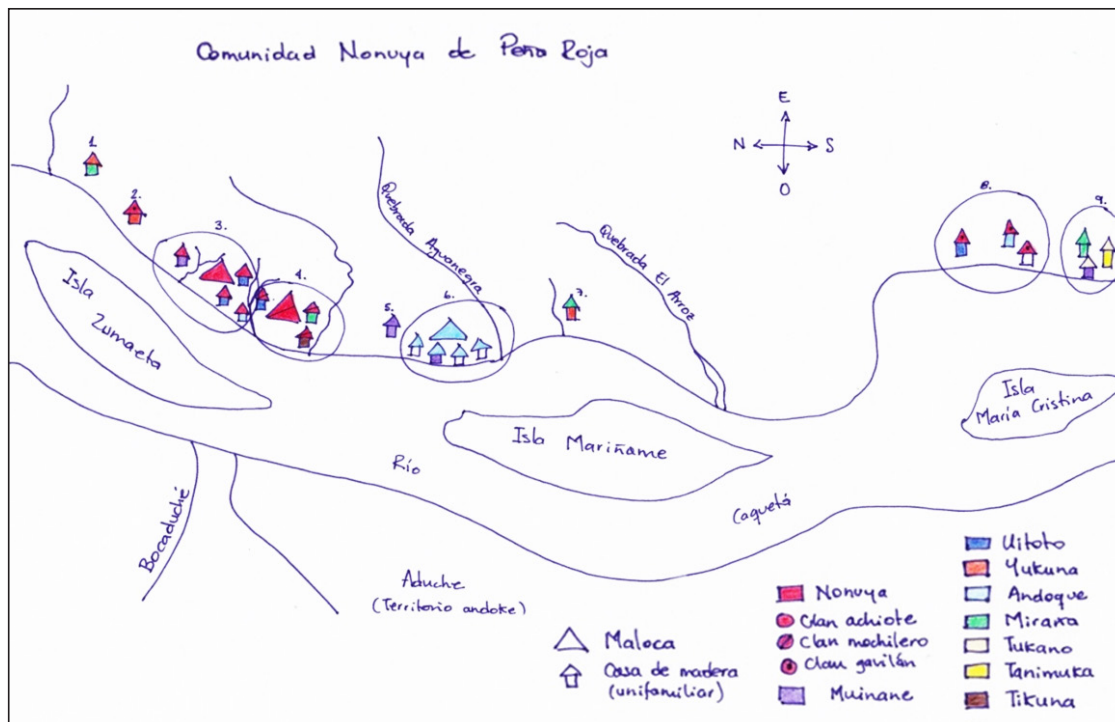 Comunidad Nonuya de Peña Roja
E
N S
O
1.
2.
3.
4.
5.
6.
7.
8.
9.
Quebrada Aguanegra
Quebrada El Arroz
Isla
Zumaeta
Isla Mariñame
Isla
María Cristina
Río
Caquetá
Bocaduché
Aduche
(Territorio andoke)
Maloca
Casa de madera
(unifamiliar)
Nonuya
Clan achiote
Clan mochilero
Clan gavilán
Muinane
Uitoto
Yukuna
Andoque
Miraña
Tukano
Tanimuka
Tikuna